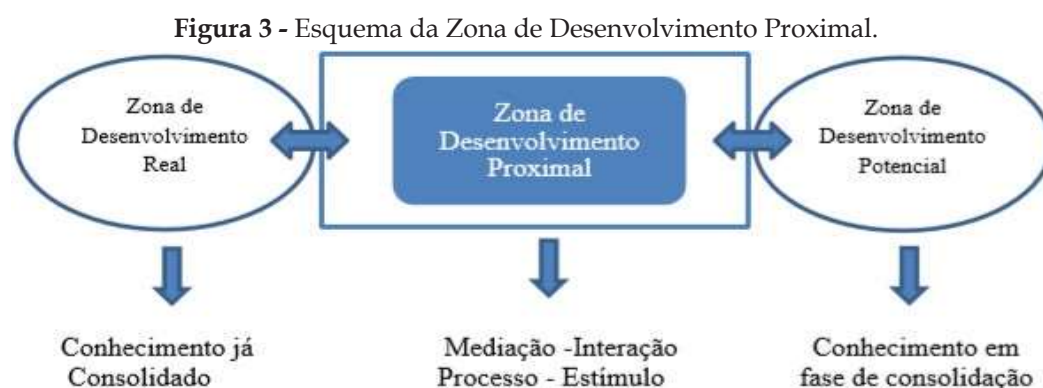 Figura 3 - Esquema da Zona de Desenvolvimento Proximal.
Zona de
Desenvolvimento
Real
Zona de
Desenvolvimento
Proximal
Zona de
Desenvolvimento
Potencial
Conhecimento já
Consolidado
Mediação -Interação
Processo - Estímulo
Conhecimento em
fase de consolidação